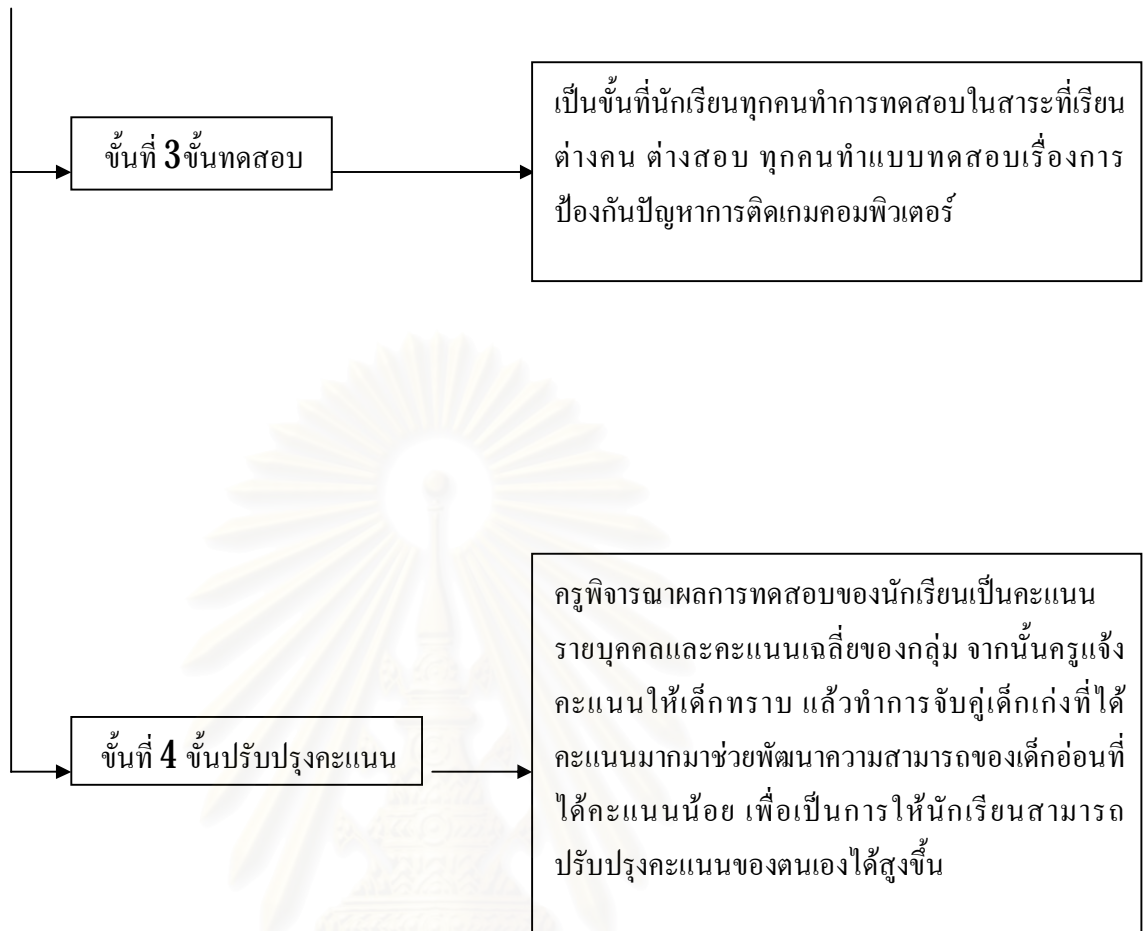 ขั้นที่ 3 ขั้นทดสอบ
เป็นขั้นที่นักเรียนทุกคนทำการทดสอบในสาระที่เรียน
ต่างคน ต่างสอบ ทุกคนทำแบบทดสอบเรื่องการ
ป้องกันปัญหาการติดเกมคอมพิวเตอร์
ขั้นที่ 4 ขั้นปรับปรุงคะแนน
ครูพิจารณาผลการทดสอบของนักเรียนเป็นคะแนน
รายบุคคลและคะแนนเฉลี่ยของกลุ่ม จากนั้นครูแจ้ง
คะแนนให้เด็กทราบ แล้วทำการจับคู่เด็กเก่งที่ได้
คะแนนมากมาช่วยพัฒนาความสามารถของเด็กอ่อนที่
ได้คะแนนน้อย เพื่อเป็นการให้นักเรียนสามารถ
ปรับปรุงคะแนนของตนเองได้สูงขึ้น